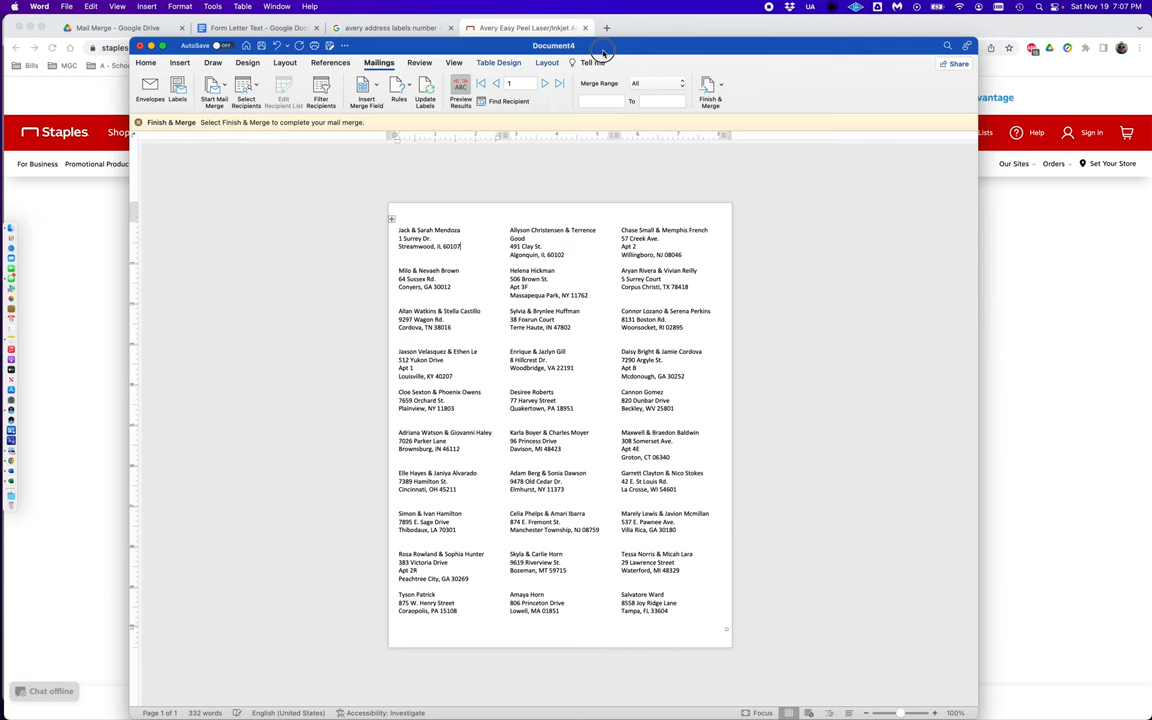 Word File Edit View Insert Format Tools Table Window Help
UA Sat Nov 19 7:07 PM
Mail Merge - Google Drive
Form Letter Text - Google Doc
avery address labels number -
Avery Easy Peel Laser/Inkjet A
staples
AutoSave OFF
Document4
Bills MGC A - Schoo
Home Insert Draw Design Layout References Mailings Review View Table Design Layout Tell me
Share
Envelopes
Labels
Start Mail Merge
Select Recipients
Edit Recipient List
Filter Recipients
Insert Merge Field
Rules
Update Labels
ABC
Preview Results
1
Find Recipient
Merge Range All
To
Finish & Merge
vantage
Finish & Merge Select Finish & Merge to complete your mail merge.
Staples
Shop
Lists
Help
Sign in
For Business Promotional Produc
Our Sites Orders Set Your Store
Jack & Sarah Mendoza
1 Surrey Dr.
Streamwood, IL 60107
Allyson Christensen & Terrence
Good
491 Clay St.
Algonquin, IL 60102
Chase Small & Memphis French
57 Creek Ave.
Apt 2
Willingboro, NJ 08046
Milo & Nevaeh Brown
64 Sussex Rd.
Conyers, GA 30012
Helena Hickman
506 Brown St.
Apt 3F
Massapequa Park, NY 11762
Aryan Rivera & Vivian Reilly
5 Surrey Court
Corpus Christi, TX 78418
Allan Watkins & Stella Castillo
9297 Wagon Rd.
Cordova, TN 38016
Sylvia & Brynlee Huffman
38 Foxrun Court
Terre Haute, IN 47802
Connor Lozano & Serena Perkins
8131 Boston Rd.
Woonsocket, RI 02895
Jaxson Velasquez & Ethen Le
512 Yukon Drive
Apt 1
Louisville, KY 40207
Enrique & Jazlyn Gill
8 Hillcrest Dr.
Woodbridge, VA 22191
Daisy Bright & Jamie Cordova
7290 Argyle St.
Apt B
Mcdonough, GA 30252
Cloe Sexton & Phoenix Owens
7659 Orchard St.
Plainview, NY 11803
Desiree Roberts
77 Harvey Street
Quakertown, PA 18951
Cannon Gomez
820 Dunbar Drive
Beckley, WV 25801
Adriana Watson & Giovanni Haley
7026 Parker Lane
Brownsburg, IN 46112
Karla Boyer & Charles Moyer
96 Princess Drive
Davison, MI 48423
Maxwell & Braedon Baldwin
308 Somerset Ave.
Apt 4E
Groton, CT 06340
Elle Hayes & Janiya Alvarado
7389 Hamilton St.
Cincinnati, OH 45211
Adam Berg & Sonia Dawson
9478 Old Cedar Dr.
Elmhurst, NY 11373
Garrett Clayton & Nico Stokes
42 E. St Louis Rd.
La Crosse, WI 54601
Simon & Ivan Hamilton
7895 E. Sage Drive
Thibodaux, LA 70301
Celia Phelps & Amari Ibarra
874 E. Fremont St.
Manchester Township, NJ 08759
Marely Lewis & Javion Mcmillan
537 E. Pawnee Ave.
Villa Rica, GA 30180
Rosa Rowland & Sophia Hunter
383 Victoria Drive
Apt 2R
Peachtree City, GA 30269
Skyla & Carlie Horn
9619 Riverview St.
Bozeman, MT 59715
Tessa Norris & Micah Lara
29 Lawrence Street
Waterford, MI 48329
Tyson Patrick
875 W. Henry Street
Coraopolis, PA 15108
Amaya Horn
806 Princeton Drive
Lowell, MA 01851
Salvatore Ward
8558 Joy Ridge Lane
Tampa, FL 33604
Chat offline
Page 1 of 1 332 words English (United States) Accessibility: Investigate
Focus 100%